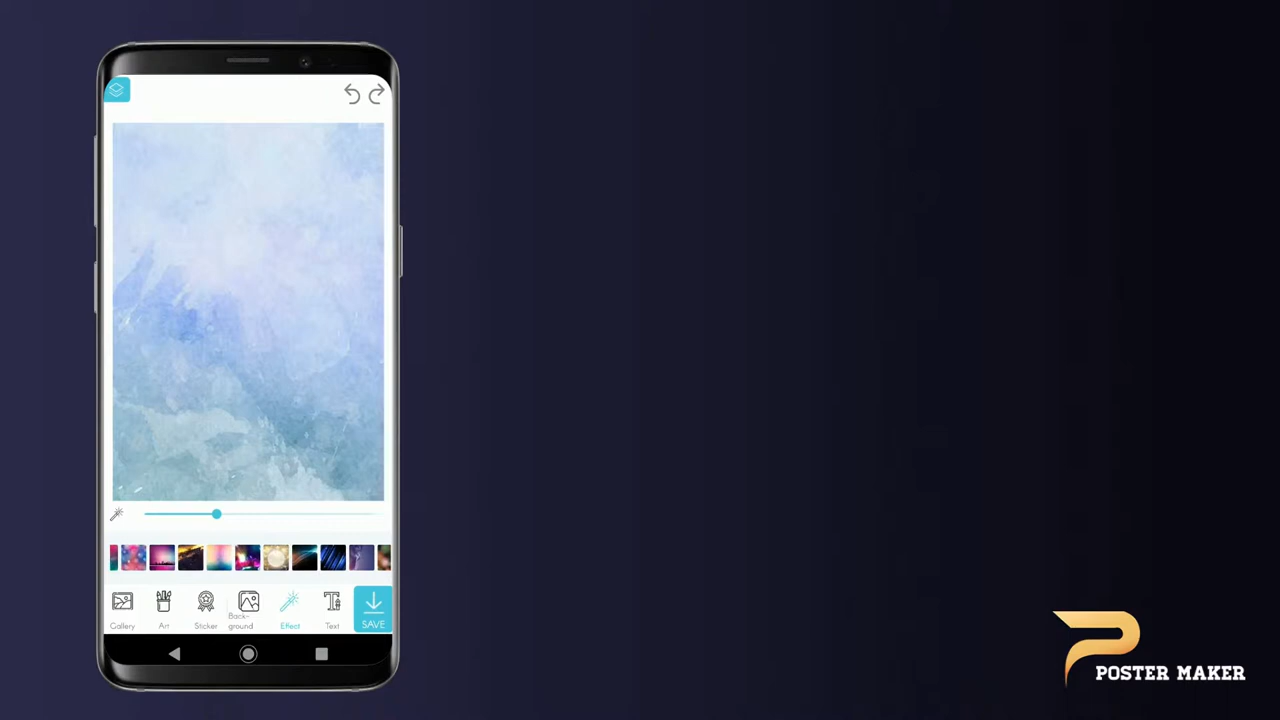 Gallery
Art
Sticker
Back-
ground
Effect
Text
SAVE
POSTER MAKER